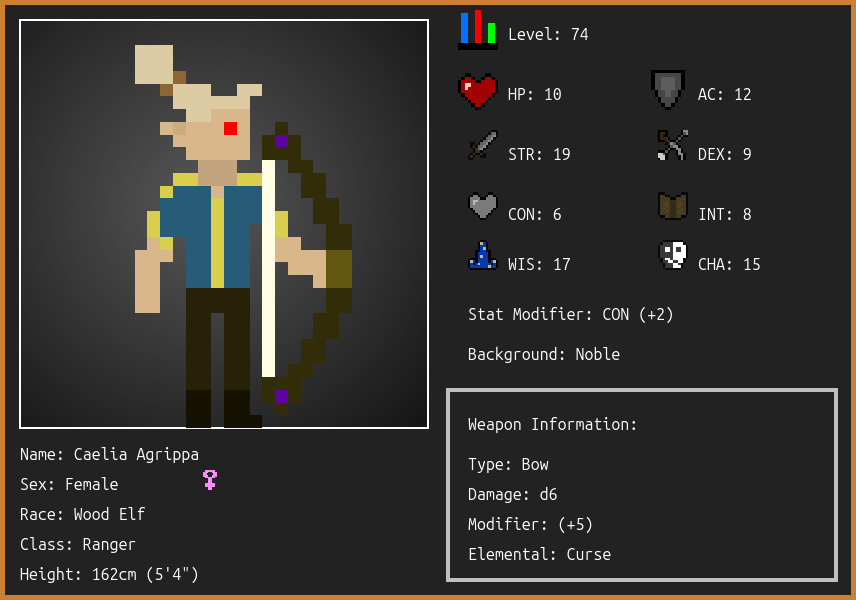 Level: 74
HP: 10
AC: 12
STR: 19
DEX: 9
CON: 6
INT: 8
WIS: 17
CHA: 15
Stat Modifier: CON (+2)
Background: Noble
Weapon Information:
Type: Bow
Damage: d6
Modifier: (+5)
Elemental: Curse
Name: Caelia Agrippa
Sex: Female
Race: Wood Elf
Class: Ranger
Height: 162cm (5'4")